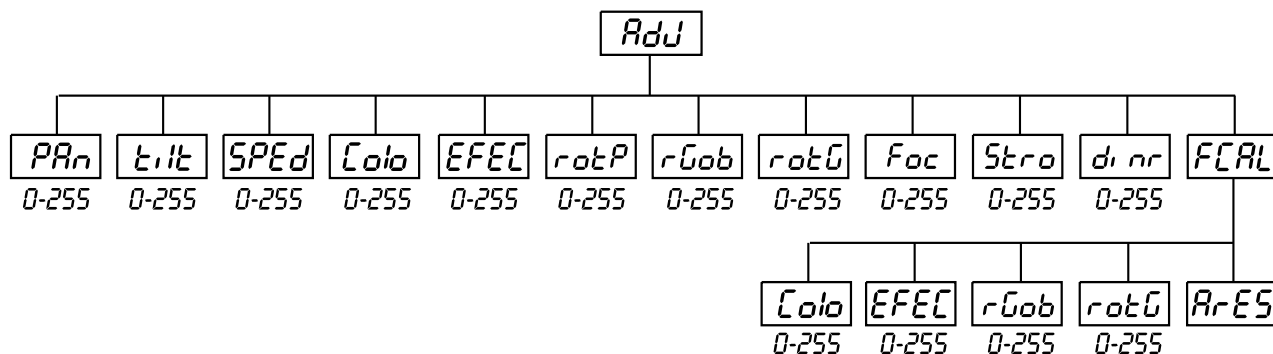 AdJ
PAn tilt SPEd Colo EFEC rotP rGob rotG Foc Stro dinr FCAL
0-255 0-255 0-255 0-255 0-255 0-255 0-255 0-255 0-255 0-255 0-255
Colo EFEC rGob rotG ArES
0-255 0-255 0-255 0-255